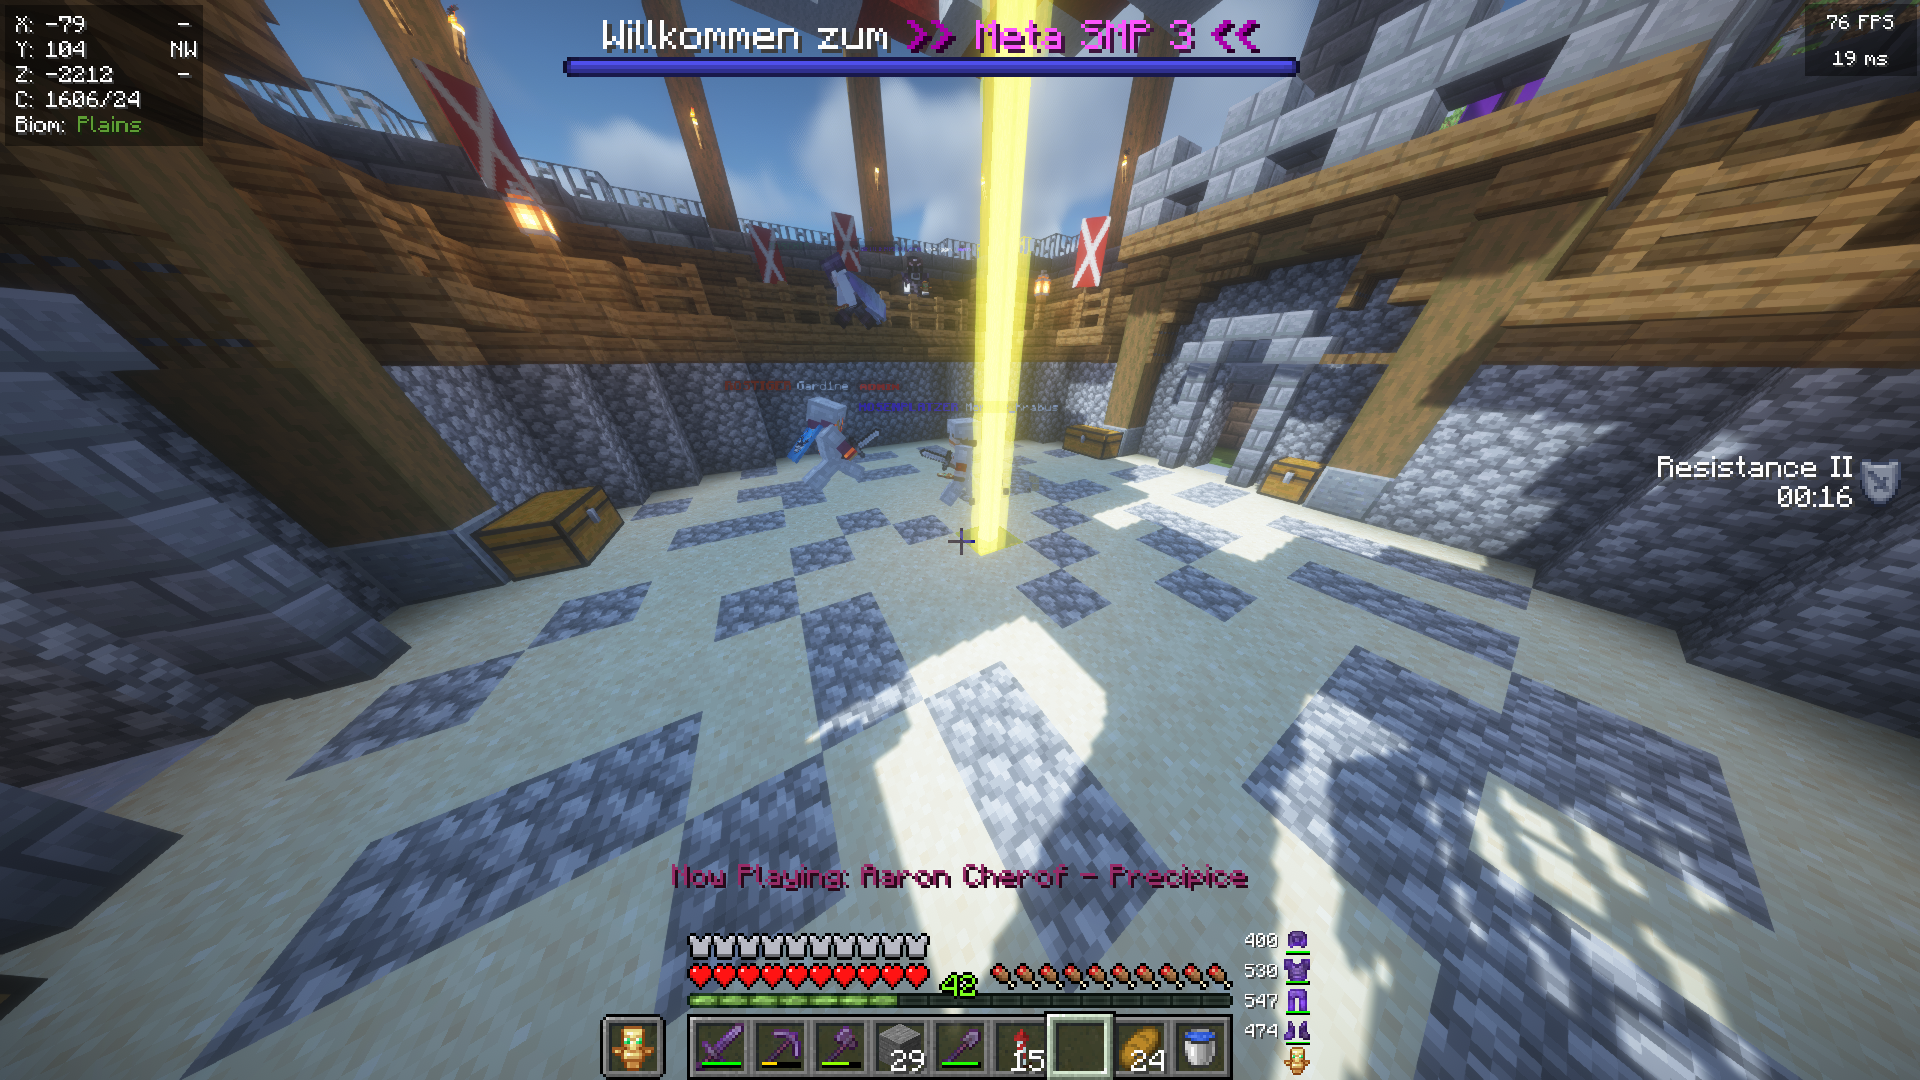 X: -79 -
Y: 104 NW
Z: -2212 -
C: 1606/24
Biom: Plains
Willkommen zum >> Meta SMP 3 <<
76 FPS
19 ms
Gardine
Resistance II
00:16
Now Playing: Aaron Cherof - Precipice
48
400
530
547
474
29
15
24